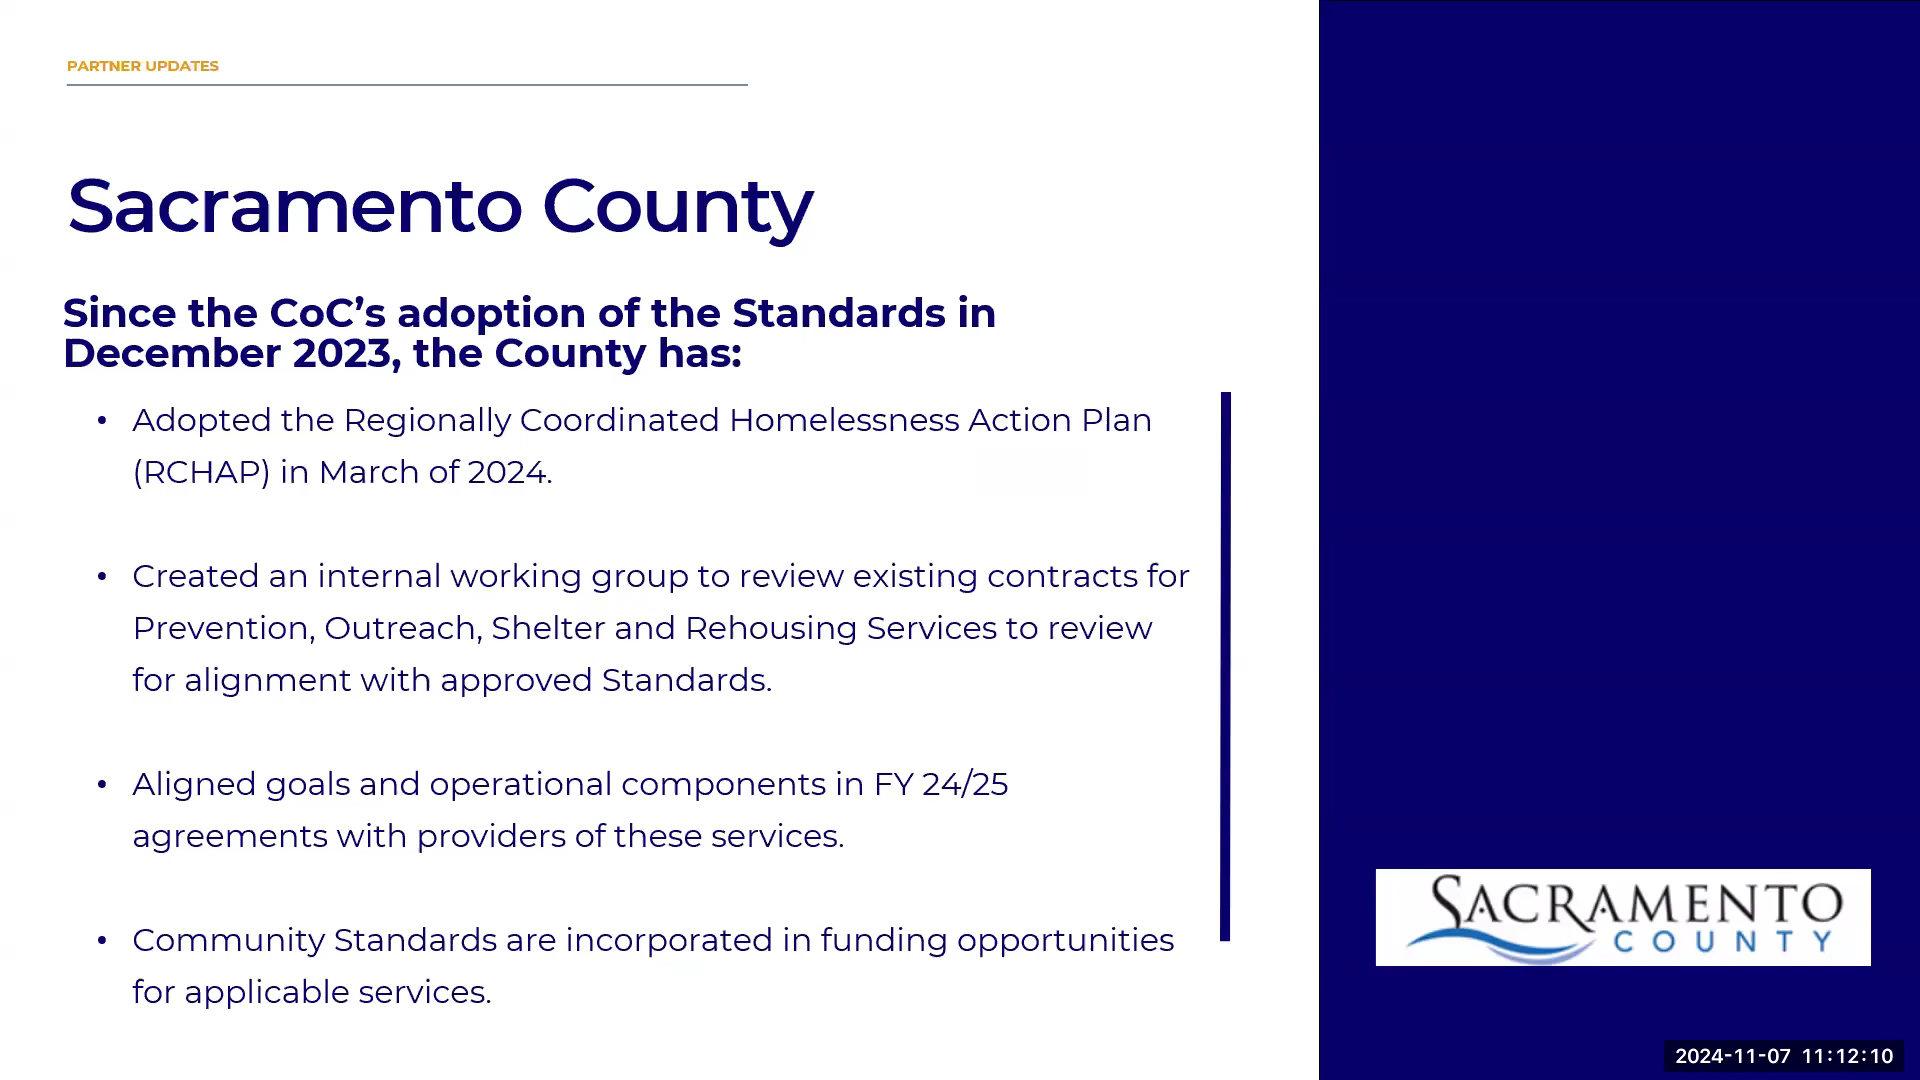 PARTNER UPDATES
Sacramento County
Since the CoC’s adoption of the Standards in
December 2023, the County has:
• Adopted the Regionally Coordinated Homelessness Action Plan
(RCHAP) in March of 2024.
• Created an internal working group to review existing contracts for
Prevention, Outreach, Shelter and Rehousing Services to review
for alignment with approved Standards.
• Aligned goals and operational components in FY 24/25
agreements with providers of these services.
• Community Standards are incorporated in funding opportunities
for applicable services.
SACRAMENTO
COUNTY
2024-11-07 11:12:10